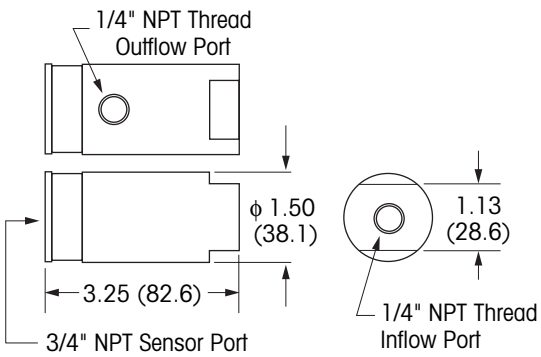 1/4" NPT Thread
Outflow Port
ϕ 1.50
(38.1)
1.13
(28.6)
3.25 (82.6)
1/4" NPT Thread
Inflow Port
3/4" NPT Sensor Port